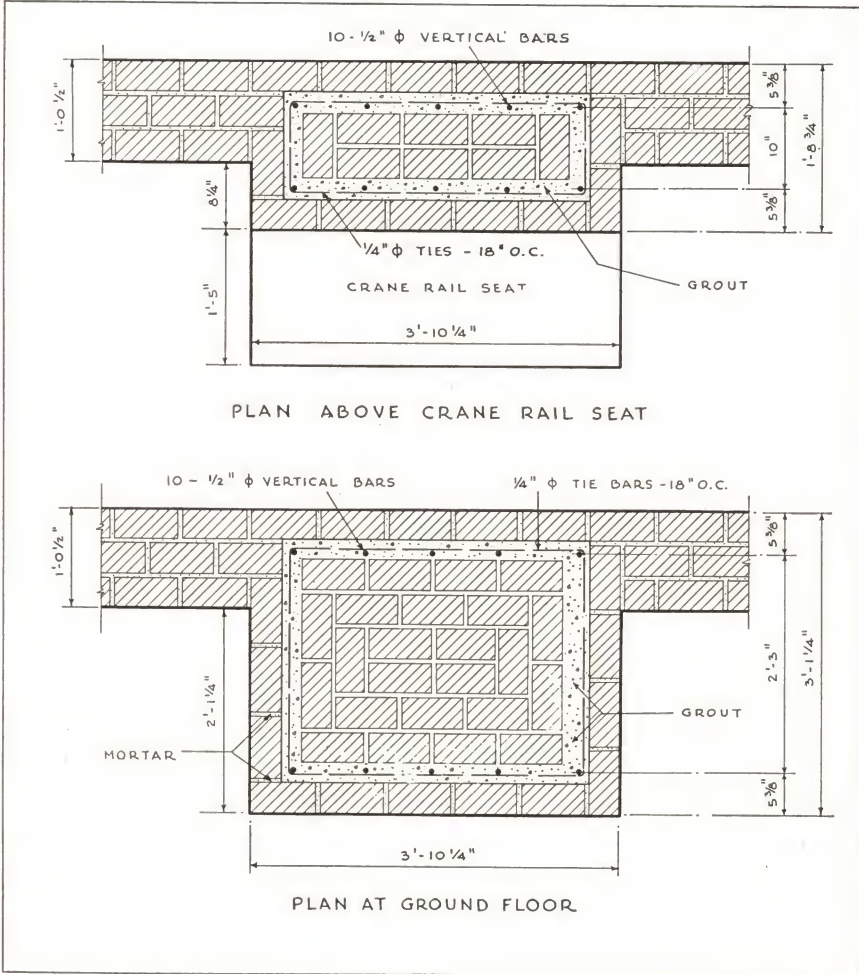 10 - 1/2" ϕ VERTICAL BARS
1'-0 1/2"
8 1/4"
1'-5"
5 3/8"
10"
5 3/8"
1'-8 3/4"
1/4" ϕ TIES - 18" O.C.
CRANE RAIL SEAT
GROUT
3'-10 1/4"
PLAN ABOVE CRANE RAIL SEAT
10 - 1/2" ϕ VERTICAL BARS
1/4" ϕ TIE BARS - 18" O.C.
1'-0 1/2"
2'-1 1/4"
5 3/8"
2'-3"
5 3/8"
3'-1 1/4"
GROUT
MORTAR
3'-10 1/4"
PLAN AT GROUND FLOOR